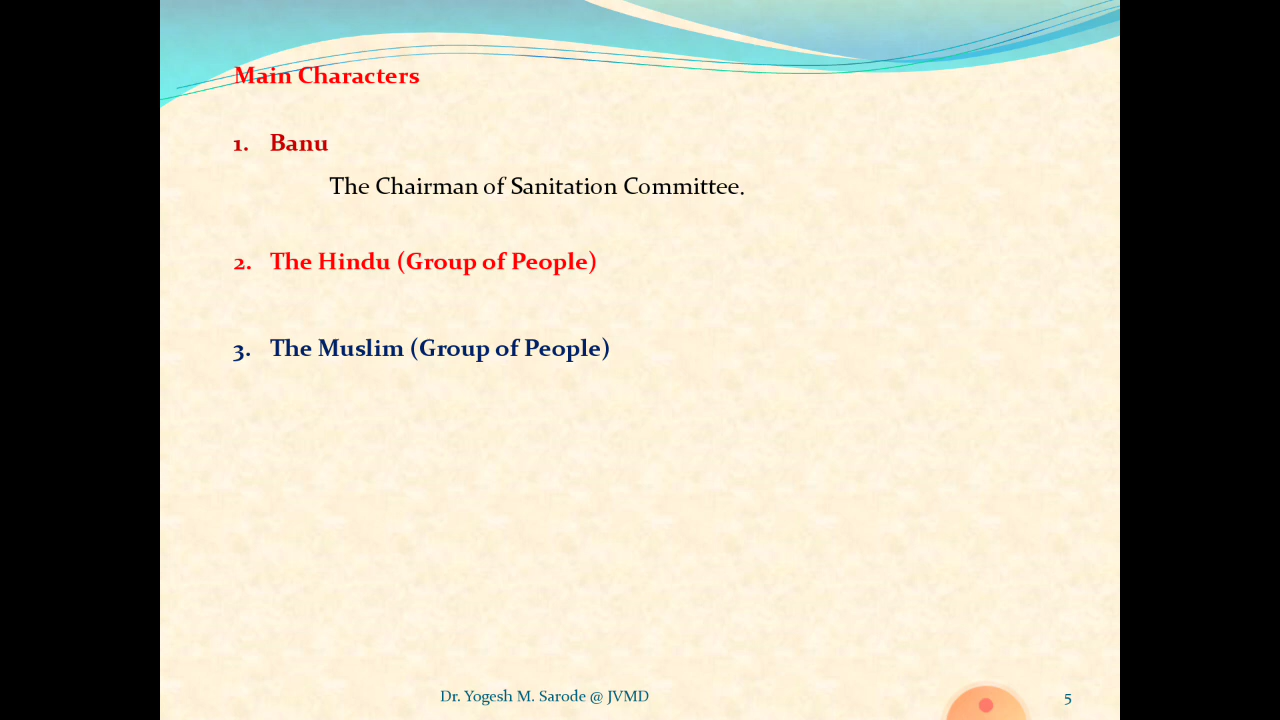 Main Characters
1. Banu
The Chairman of Sanitation Committee.
2. The Hindu (Group of People)
3. The Muslim (Group of People)
Dr. Yogesh M. Sarode @ JVMD
5